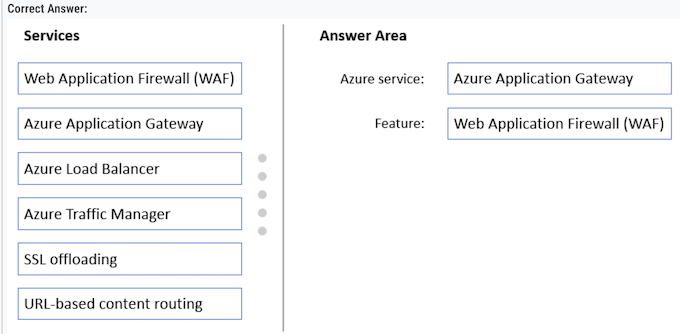 Correct Answer:
Services
Answer Area
Web Application Firewall (WAF)
Azure service:
Azure Application Gateway
Azure Application Gateway
Feature:
Web Application Firewall (WAF)
Azure Load Balancer
Azure Traffic Manager
SSL offloading
URL-based content routing